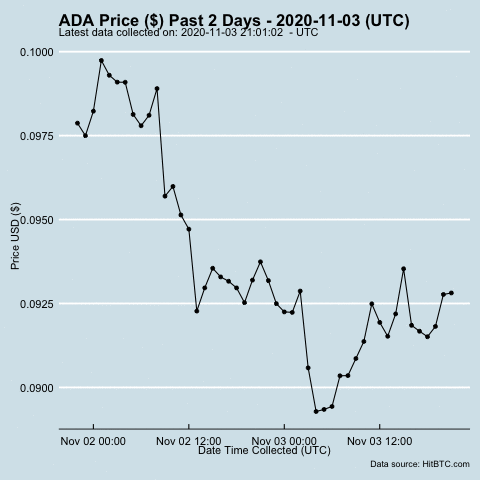 ADA Price ($) Past 2 Days - 2020-11-03 (UTC)
Latest data collected on: 2020-11-03 21:01:02 - UTC
Price USD ($)
0.1000
0.0975
0.0950
0.0925
0.0900
Nov 02 00:00 Nov 02 12:00 Nov 03 00:00 Nov 03 12:00
Date Time Collected (UTC)
Data source: HitBTC.com